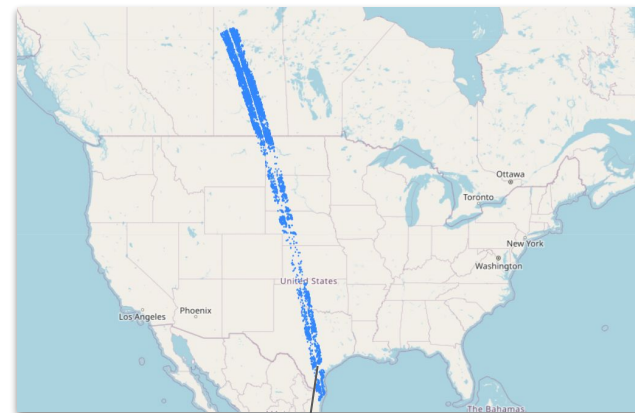 Ottawa
Toronto
New York
Washington
United States
Los Angeles
Phoenix
The Bahamas